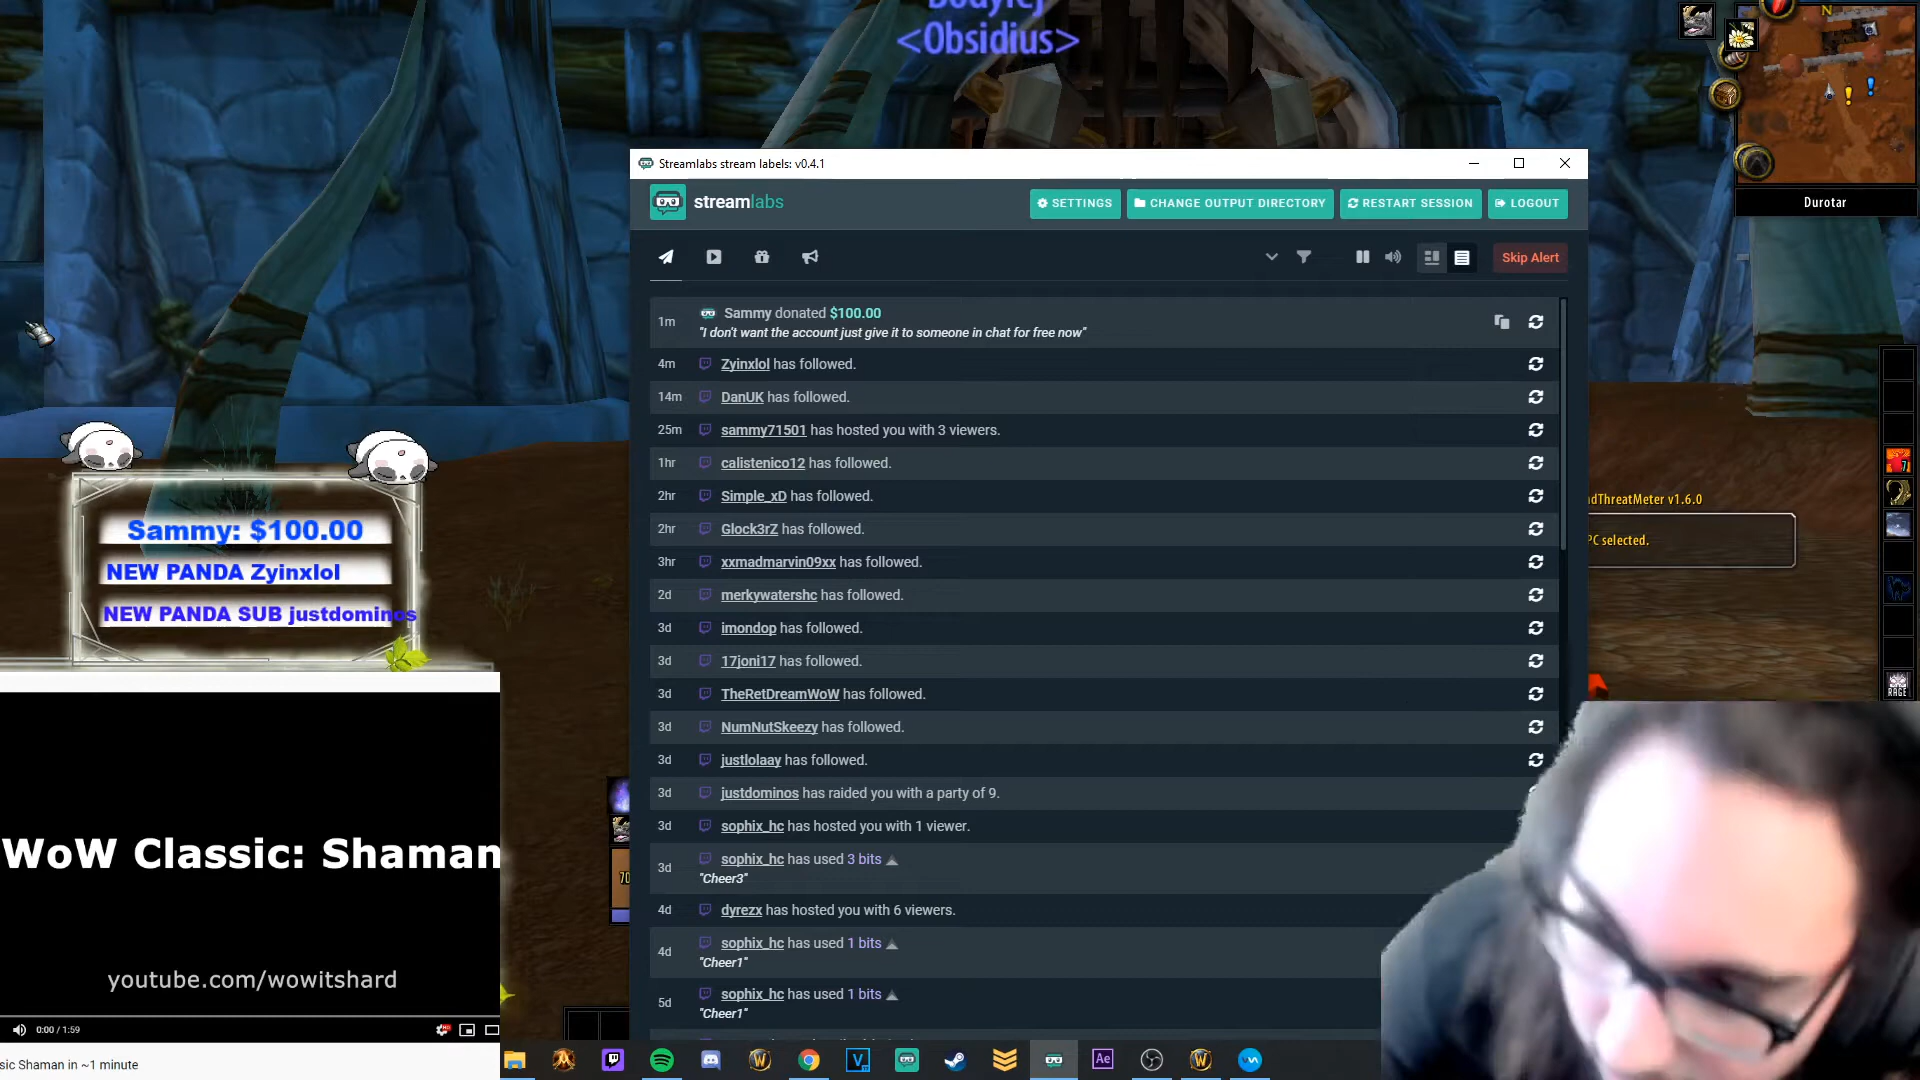 Bodyrej
<Obsidius>
N
Durotar
Streamlabs stream labels: v0.4.1
streamlabs
SETTINGS
CHANGE OUTPUT DIRECTORY
RESTART SESSION
LOGOUT
Skip Alert
1m
Sammy donated $100.00
"I don't want the account just give it to someone in chat for free now"
4m Zyinxlol has followed.
14m DanUK has followed.
25m sammy71501 has hosted you with 3 viewers.
1hr calistenico12 has followed.
2hr Simple_xD has followed.
2hr Glock3rZ has followed.
3hr xxmadmarvin09xx has followed.
2d merkywatershc has followed.
3d imondop has followed.
3d 17joni17 has followed.
3d TheRetDreamWoW has followed.
3d NumNutSkeezy has followed.
3d justlolaay has followed.
3d justdominos has raided you with a party of 9.
3d sophix_hc has hosted you with 1 viewer.
3d sophix_hc has used 3 bits
"Cheer3"
4d dyrezx has hosted you with 6 viewers.
4d sophix_hc has used 1 bits
"Cheer1"
5d sophix_hc has used 1 bits
"Cheer1"
Sammy: $100.00
NEW PANDA Zyinxlol
NEW PANDA SUB justdominos
WoW Classic: Shaman
youtube.com/wowitshard
0:00 / 1:59
sic Shaman in ~1 minute
dThreatMeter v1.6.0
PC selected.
7
RAGE
70
Ae